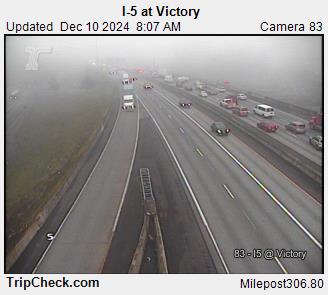 I-5 at Victory
Updated Dec 10 2024 8:07 AM Camera 83
83 - I5 @ Victory
TripCheck.com Milepost306.80